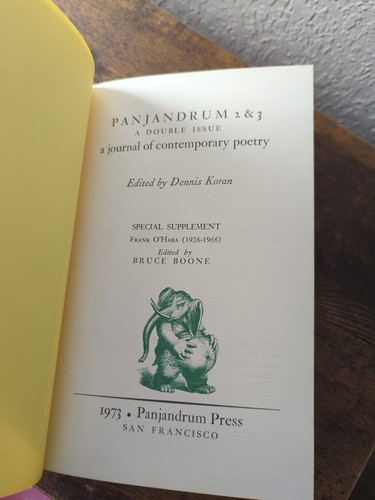 PANJANDRUM 2 & 3
A DOUBLE ISSUE
a journal of contemporary poetry
Edited by Dennis Koran
SPECIAL SUPPLEMENT
FRANK O'HARA (1926-1966)
Edited by
BRUCE BOONE
1973 • Panjandrum Press
SAN FRANCISCO